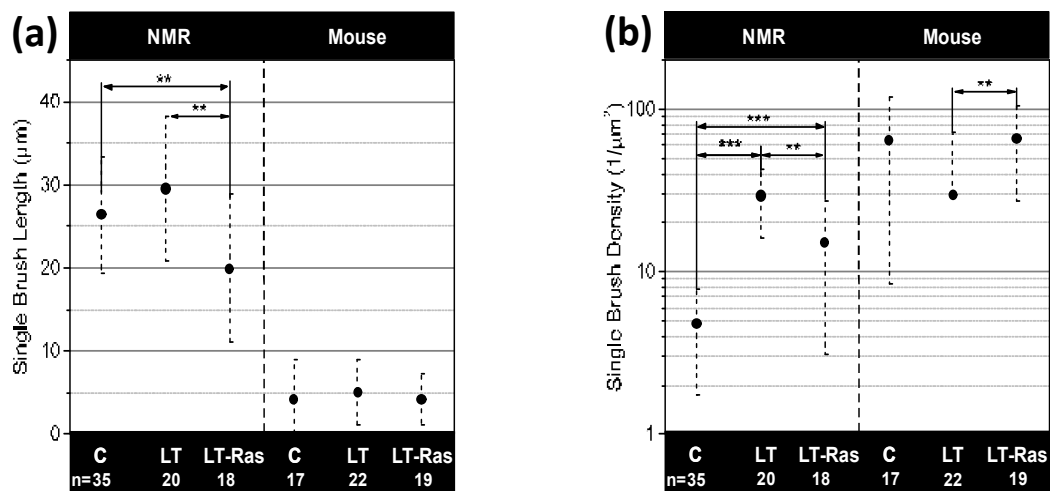 (a)
NMR Mouse
Single Brush Length (µm)
40
30
20
10
0
**
**
C LT LT-Ras C LT LT-Ras
n=35 20 18 17 22 19
(b)
NMR Mouse
Single Brush Density (1/µm²)
100
10
1
***
***
**
**
C LT LT-Ras C LT LT-Ras
n=35 20 18 17 22 19